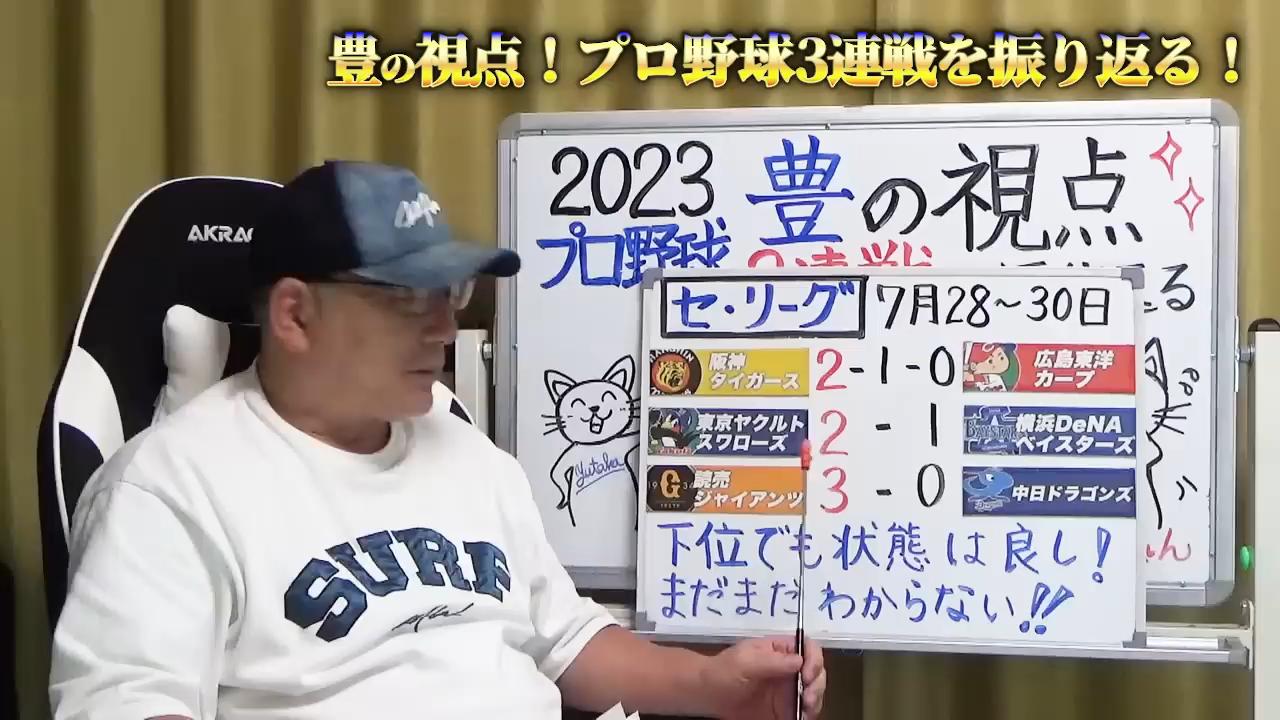 豊の視点！プロ野球3連戦を振り返る！
2023 豊の視点
プロ野球 3連戦
る
AKRAC
セ・リーグ 7月28〜30日
阪神タイガース 2-1-0 広島東洋カープ
東京ヤクルトスワローズ 2-1 横浜DeNAベイスターズ
読売ジャイアンツ 3-0 中日ドラゴンズ
下位でも状態は良し！
まだまだわからない!!
Yutaka
SURF